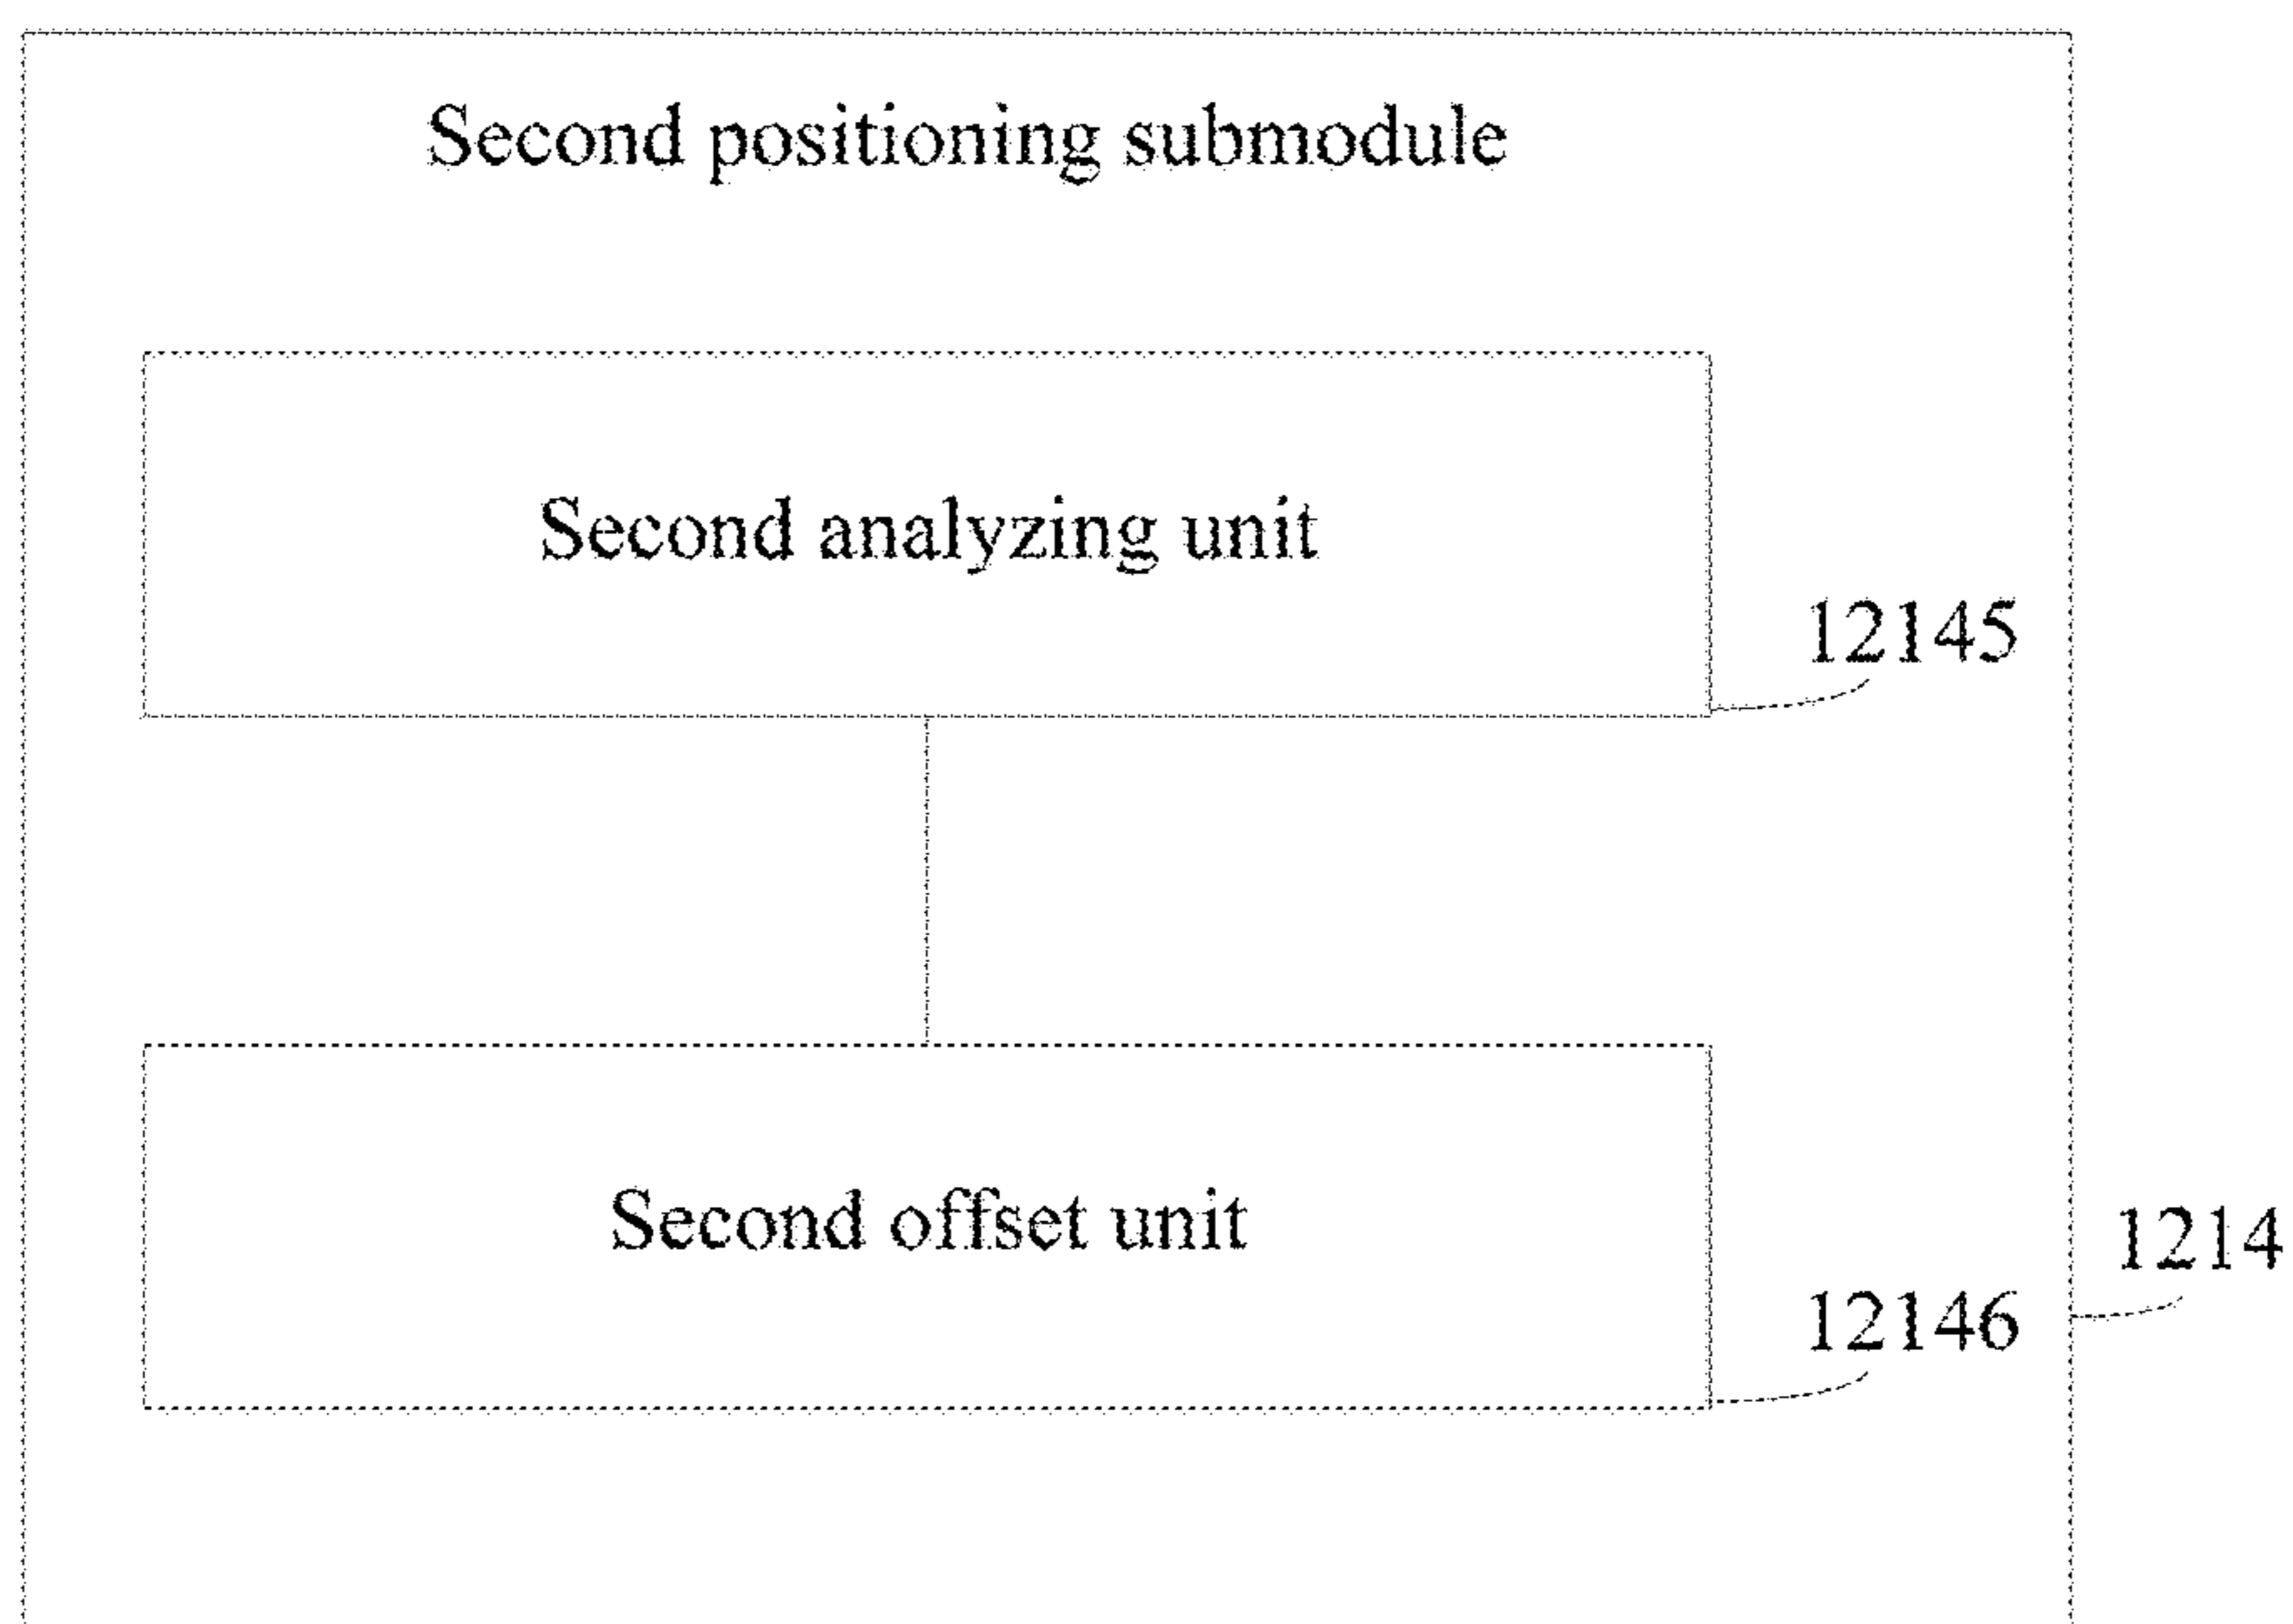 Second positioning submodule
Second analyzing unit
12145
Second offset unit
1214
12146